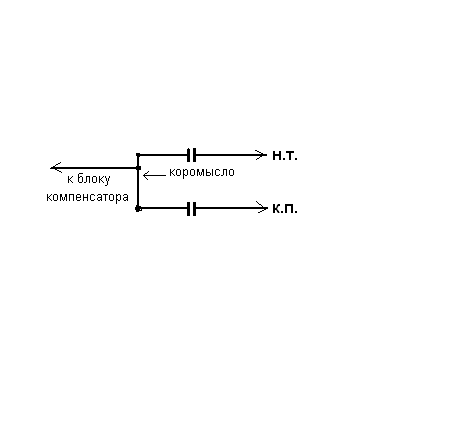 Н.Т.
коромысло
к блоку
компенсатора
К.П.